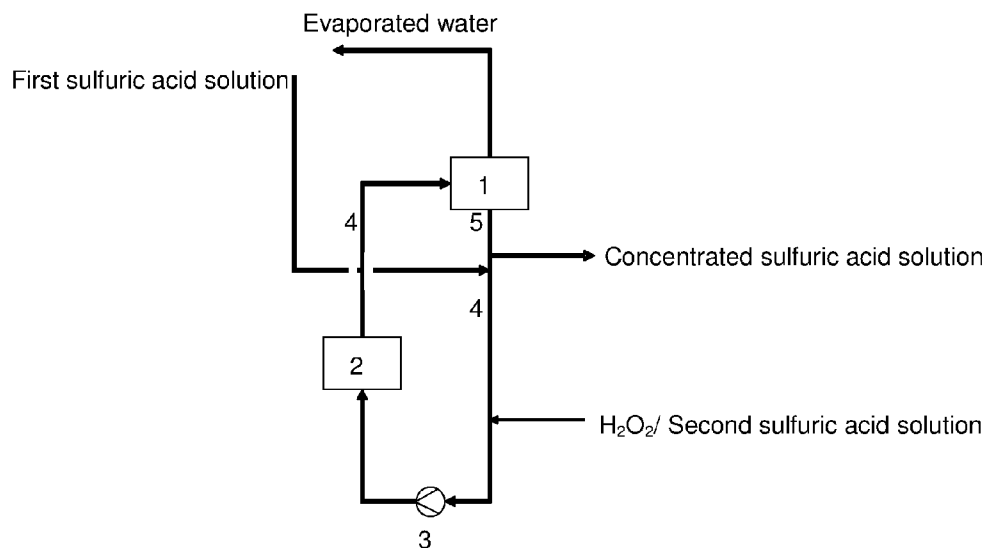 Evaporated water
First sulfuric acid solution
1
4
5
Concentrated sulfuric acid solution
4
2
H₂O₂/ Second sulfuric acid solution
3